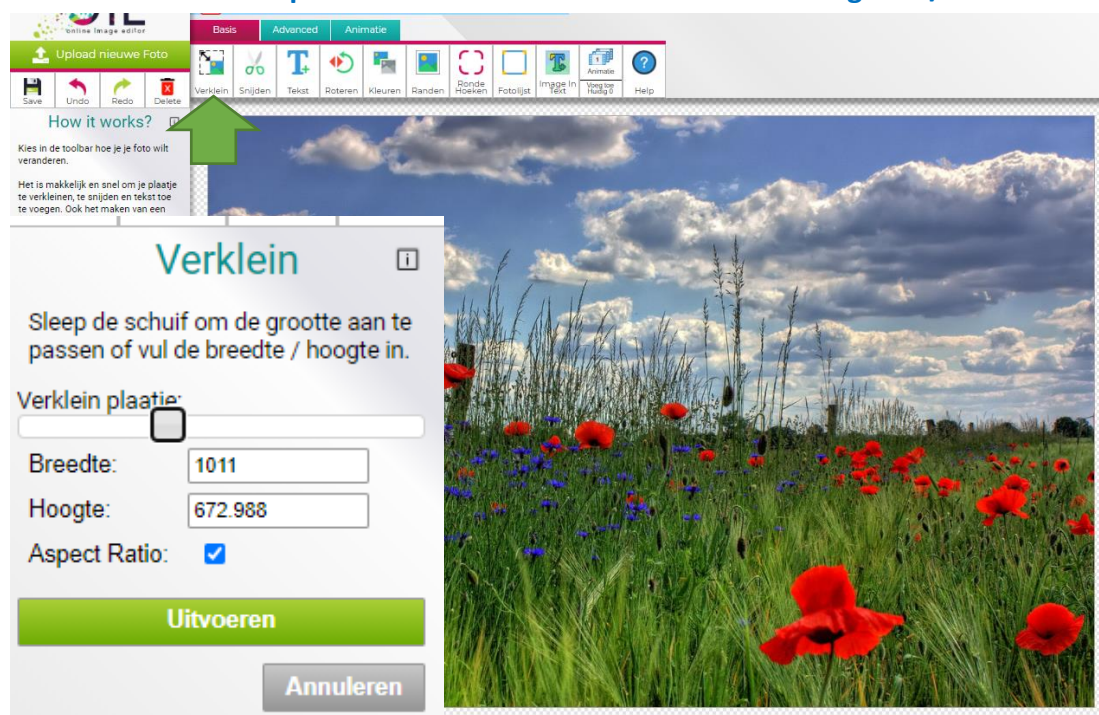 online Image editor
Basis Advanced Animatie
Upload nieuwe Foto
Save Undo Redo Delete
Verklein Snijden Tekst Roteren Kleuren Randen Ronde Hoeken Fotolijst Image In Text Animatie Voeg toe Huidig 0 Help
How it works?
Kies in de toolbar hoe je je foto wilt
veranderen.
Het is makkelijk en snel om je plaatje
te verkleinen, te snijden en tekst toe
te voegen. Ook het maken van een
Verklein
Sleep de schuif om de grootte aan te
passen of vul de breedte / hoogte in.
Verklein plaatje:
Breedte: 1011
Hoogte: 672.988
Aspect Ratio:
Uitvoeren
Annuleren